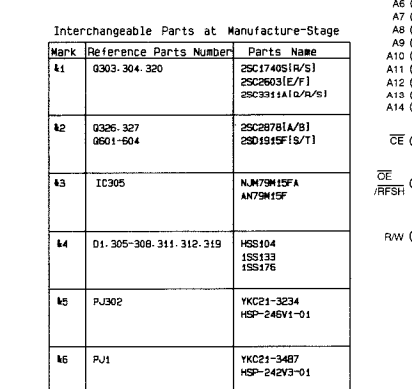 Interchangeable Parts at Manufacture-Stage
Mark Reference Parts Number Parts Name
&1 Q303.304.320 2SC1740S[R/S]
2SC2603[E/F]
2SC3311A[Q/R/S]
&2 Q326.327 2SC2878[A/B]
Q601-604 2SD1915F[S/T]
&3 IC305 NJM79M15FA
AN79M15F
&4 D1.305-308.311.312.319 HSS104
1SS133
1SS176
&5 PJ302 YKC21-3234
HSP-246V1-01
&6 PJ1 YKC21-3487
HSP-242V3-01
A6
A7
A8
A9
A10
A11
A12
A13
A14
CE
OE
/RFSH
R/W